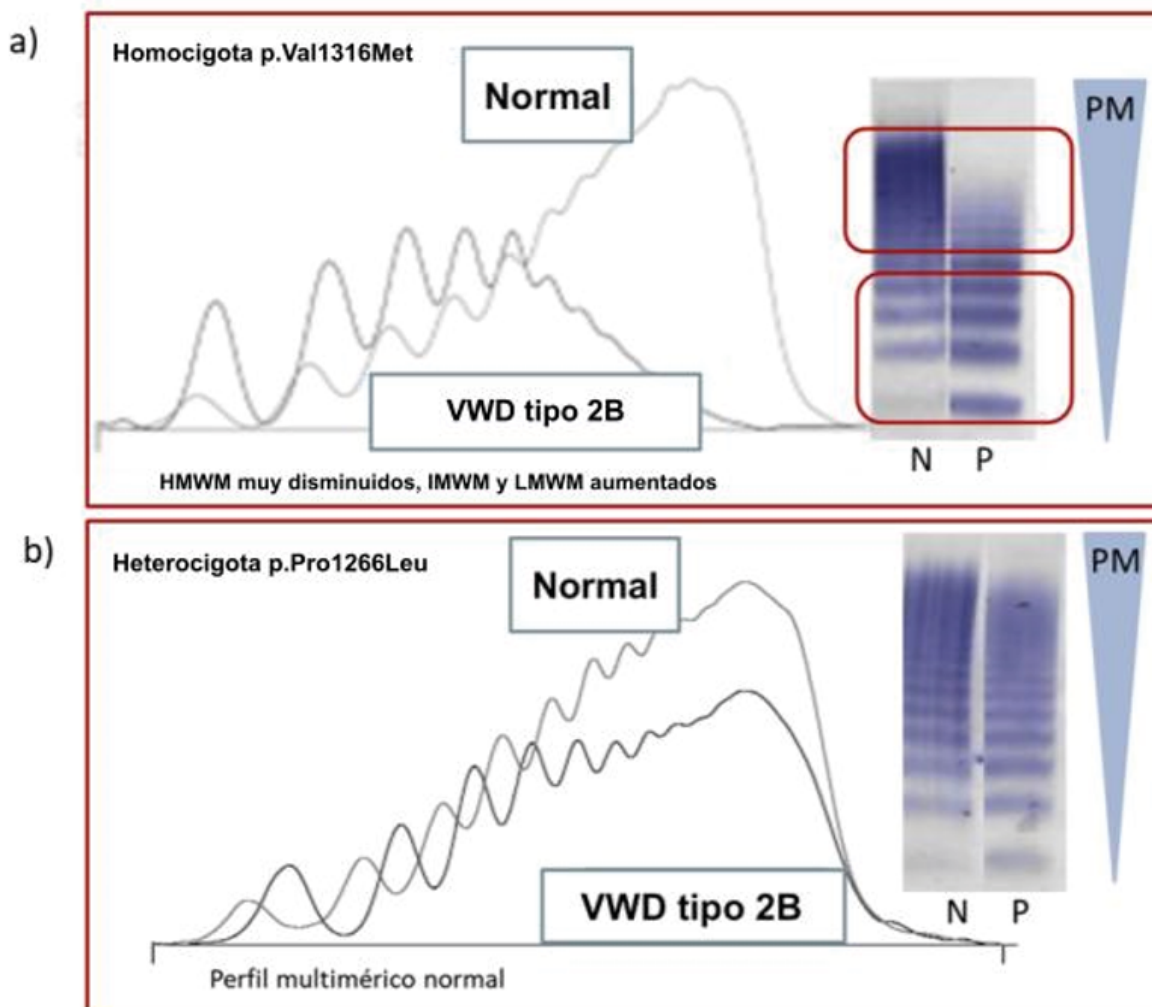 a)
Homocigota p.Val1316Met
Normal
PM
VWD tipo 2B
N P
HMWM muy disminuidos, IMWM y LMWM aumentados
b)
Heterocigota p.Pro1266Leu
Normal
PM
VWD tipo 2B
N P
Perfil multimérico normal